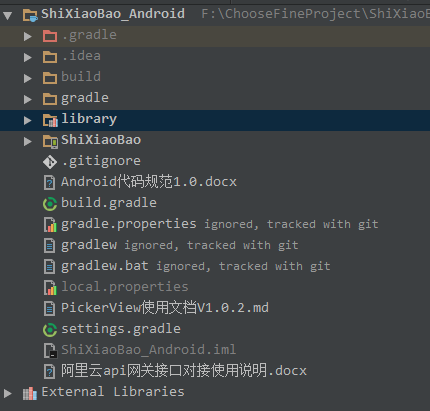 ShiXiaoBao_Android F:\ChooseFineProject\ShiXiaoB
.gradle
.idea
build
gradle
library
ShiXiaoBao
.gitignore
Android代码规范1.0.docx
build.gradle
gradle.properties ignored, tracked with git
gradlew ignored, tracked with git
gradlew.bat ignored, tracked with git
local.properties
PickerView使用文档V1.0.2.md
settings.gradle
ShiXiaoBao_Android.iml
阿里云api网关接口对接使用说明.docx
External Libraries